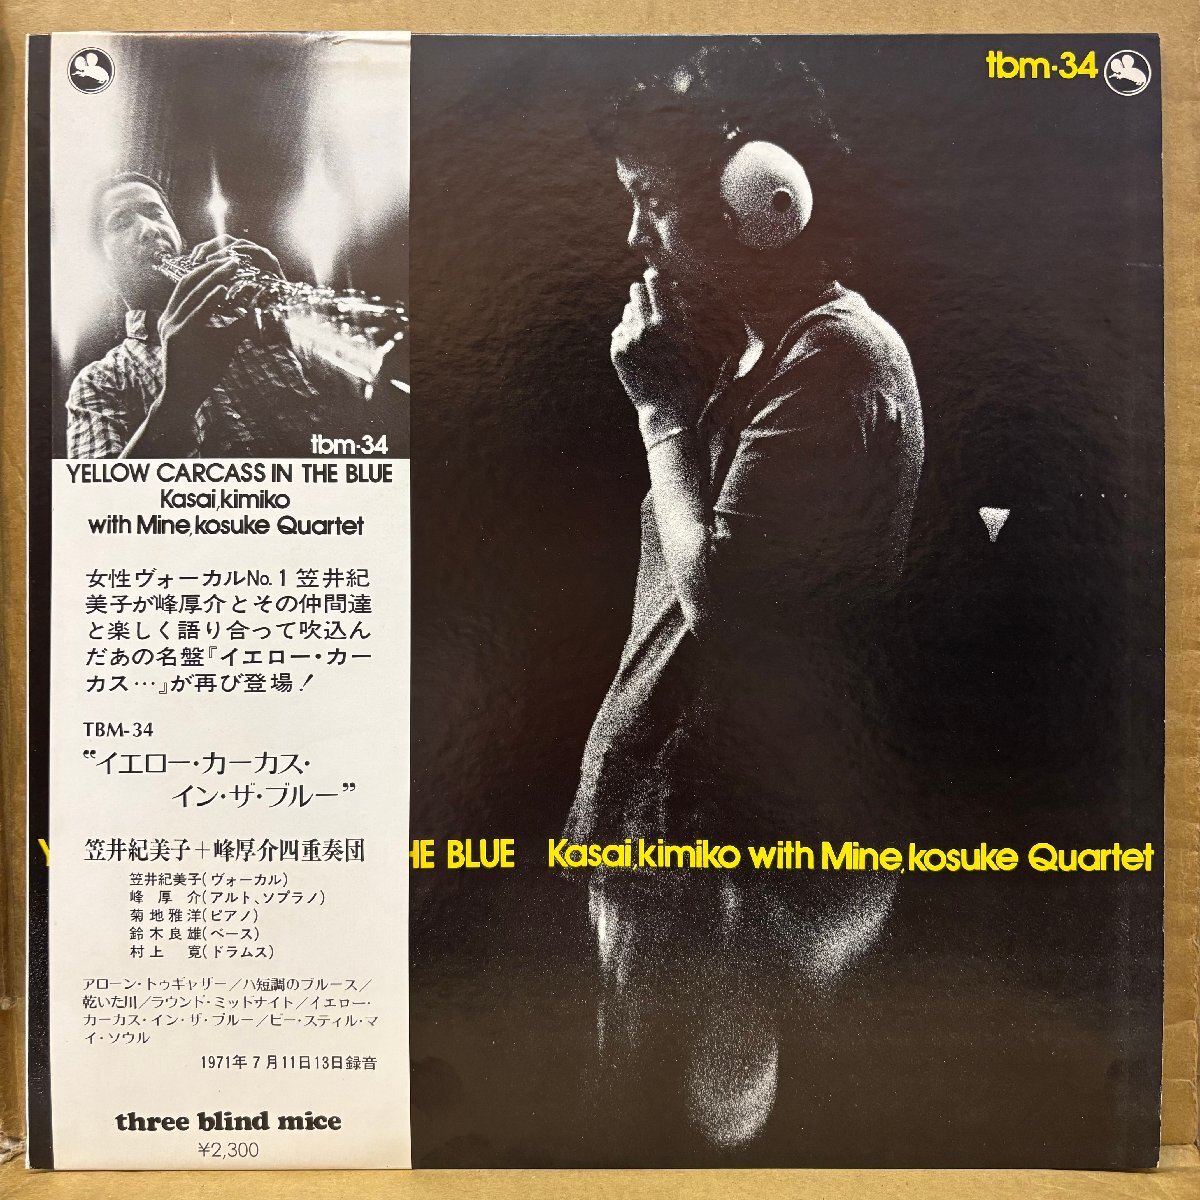 tbm·34
tbm·34
YELLOW CARCASS IN THE BLUE
Kasai,kimiko
with Mine,kosuke Quartet
女性ヴォーカルNo.1笠井紀
美子が峰厚介とその仲間達
と楽しく語り合って吹込ん
だあの名盤『イエロー・カー
カス…』が再び登場!
TBM-34
“イエロー・カーカス・
イン・ザ・ブルー”
笠井紀美子+峰厚介四重奏団
笠井紀美子(ヴォーカル)
峰 厚 介(アルト、ソプラノ)
菊地雅洋(ピアノ)
鈴木良雄(ベース)
村上 寛(ドラムス)
アローン・トゥギャザー/ハ短調のブルース/
乾いた川/ラウンド・ミッドナイト/イエロー・
カーカス・イン・ザ・ブルー/ビー・スティル・マ
イ・ソウル
1971年7月11日13日録音
three blind mice
¥2,300
Y HE BLUE Kasai,kimiko with Mine,kosuke Quartet